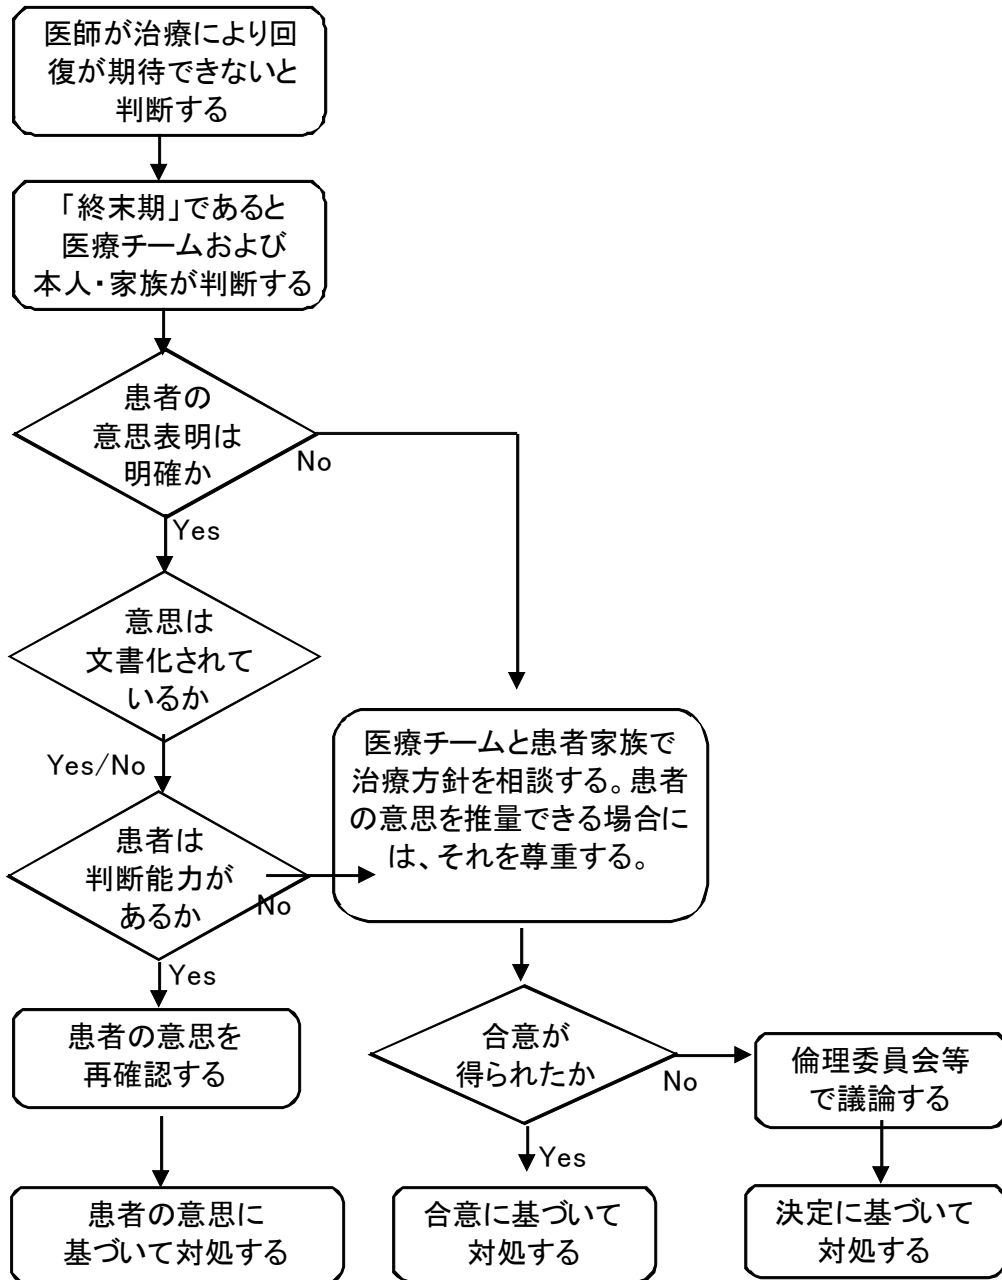 医師が治療により回
復が期待できないと
判断する
「終末期」であると
医療チームおよび
本人・家族が判断する
患者の
意思表明は
明確か
No
Yes
意思は
文書化されて
いるか
Yes/No
医療チームと患者家族で
治療方針を相談する。患者
の意思を推量できる場合に
は、それを尊重する。
患者は
判断能力が
あるか
No
Yes
患者の意思を
再確認する
合意が
得られたか
No
倫理委員会等
で議論する
Yes
患者の意思に
基づいて対処する
合意に基づいて
対処する
決定に基づいて
対処する